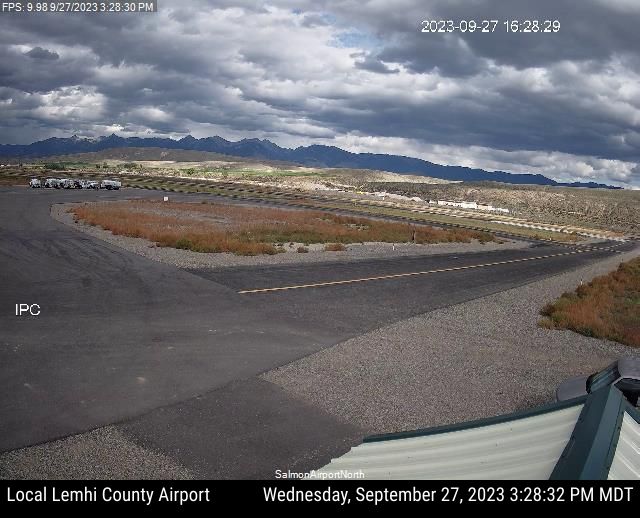 FPS: 9.98 9/27/2023 3:28:30 PM
2023-09-27 16:28:29
IPC
SalmonAirportNorth
Local Lemhi County Airport Wednesday, September 27, 2023 3:28:32 PM MDT